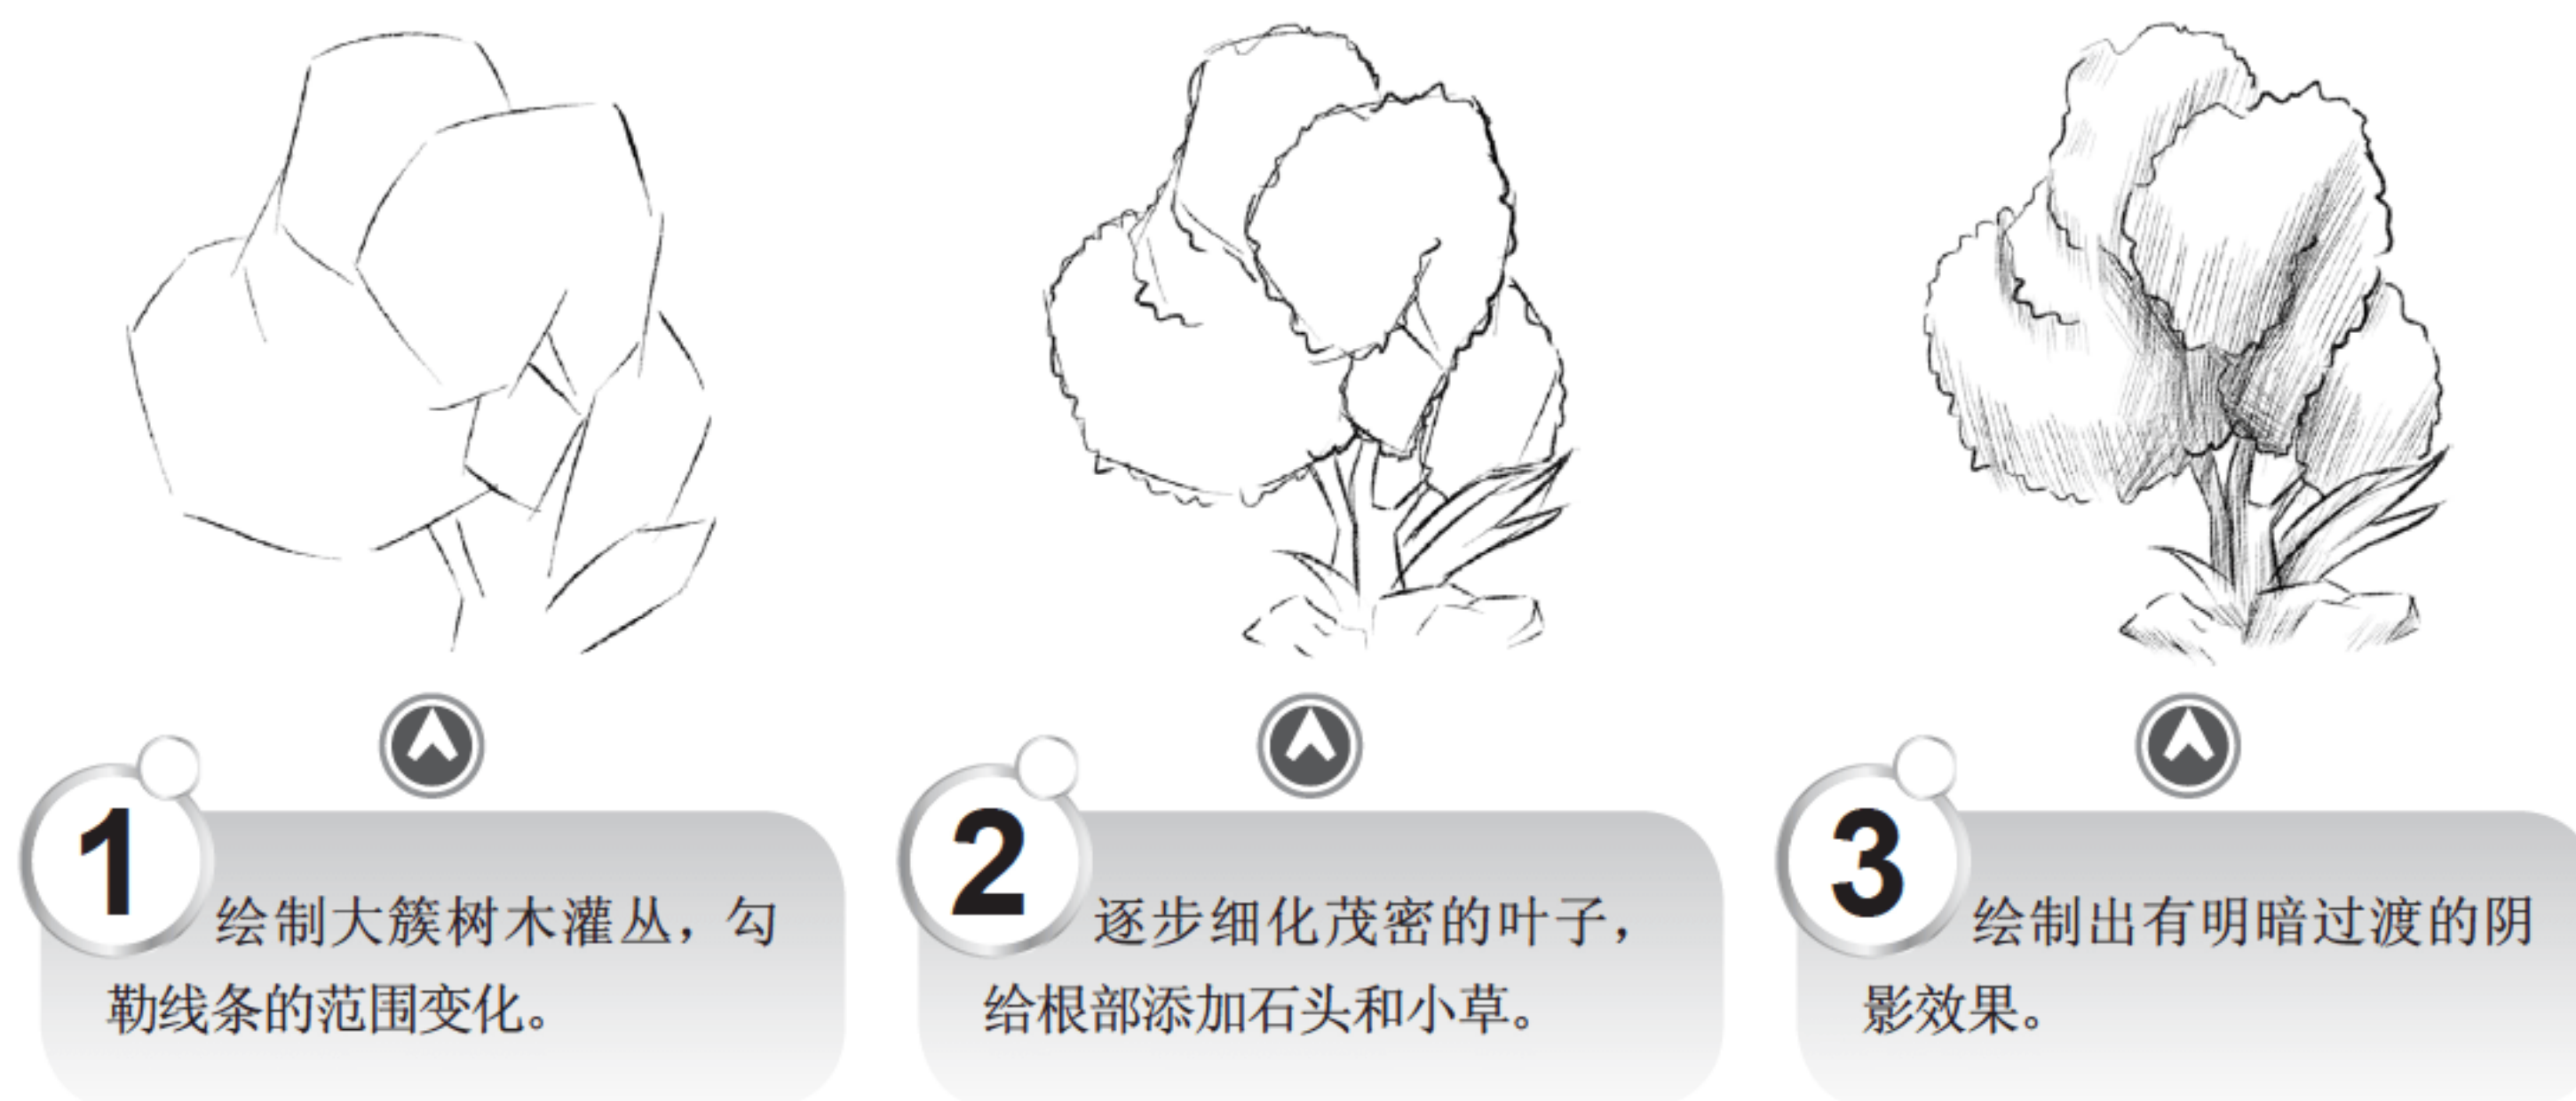 1
绘制大簇树木灌丛，勾
勒线条的范围变化。
2
逐步细化茂密的叶子，
给根部添加石头和小草。
3
绘制出有明暗过渡的阴
影效果。